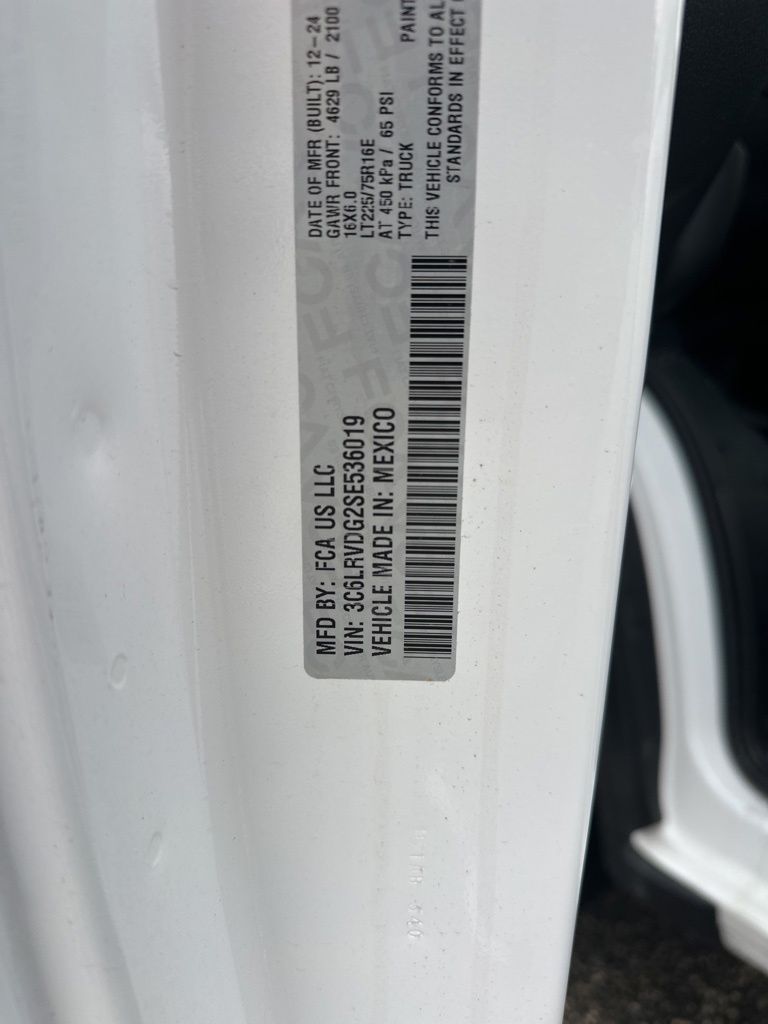 MFD BY: FCA US LLC
VIN: 3C6LRVDG2SE536019
VEHICLE MADE IN: MEXICO
DATE OF MFR (BUILT): 12-24
GAWR FRONT: 4629 LB / 2100
16X6.0
LT225/75R16E
AT 450 kPa / 65 PSI
TYPE: TRUCK PAINT
THIS VEHICLE CONFORMS TO AL
STANDARDS IN EFFECT